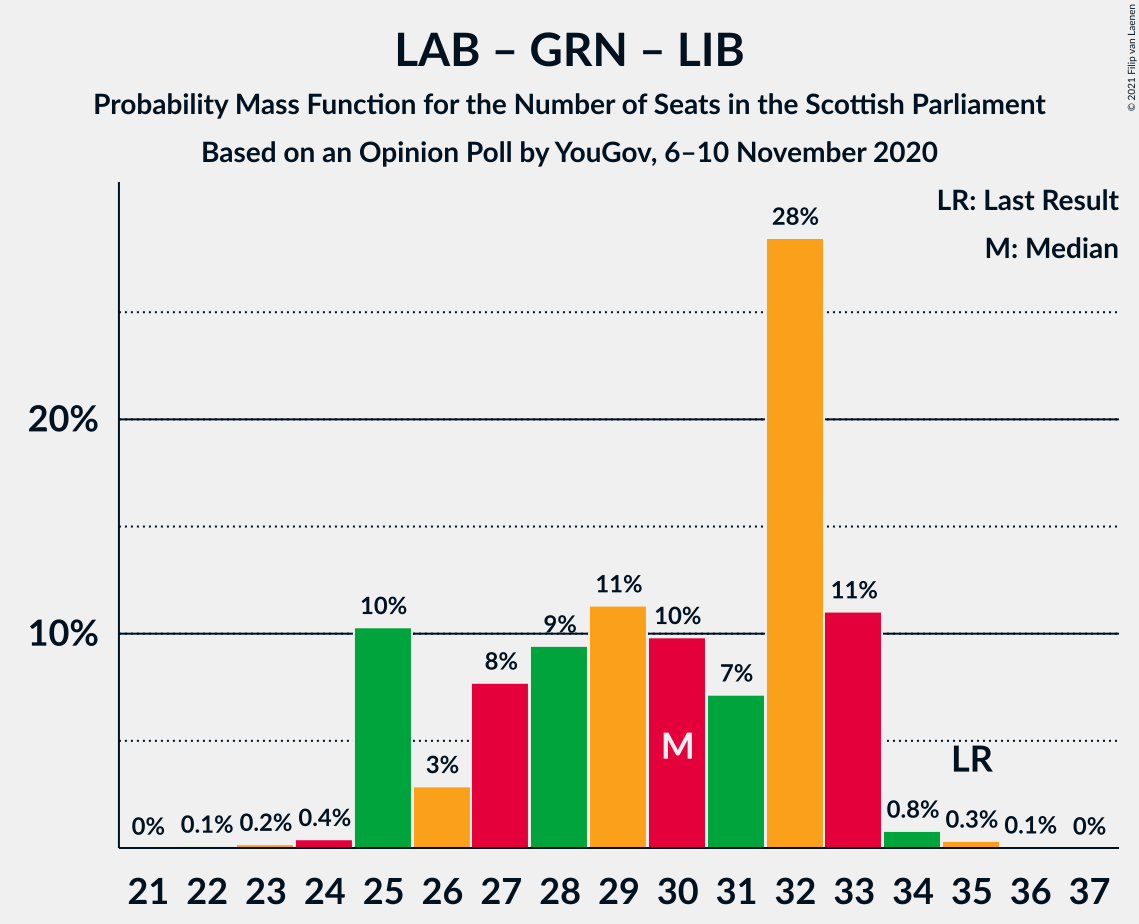 LAB – GRN – LIB
Probability Mass Function for the Number of Seats in the Scottish Parliament
Based on an Opinion Poll by YouGov, 6–10 November 2020
© 2021 Filip van Laenen
LR: Last Result
M: Median
20%
10%
0%
0.1%
0.2%
0.4%
10%
3%
8%
9%
11%
10%
7%
28%
11%
0.8%
0.3%
0.1%
0%
M
LR
21 22 23 24 25 26 27 28 29 30 31 32 33 34 35 36 37